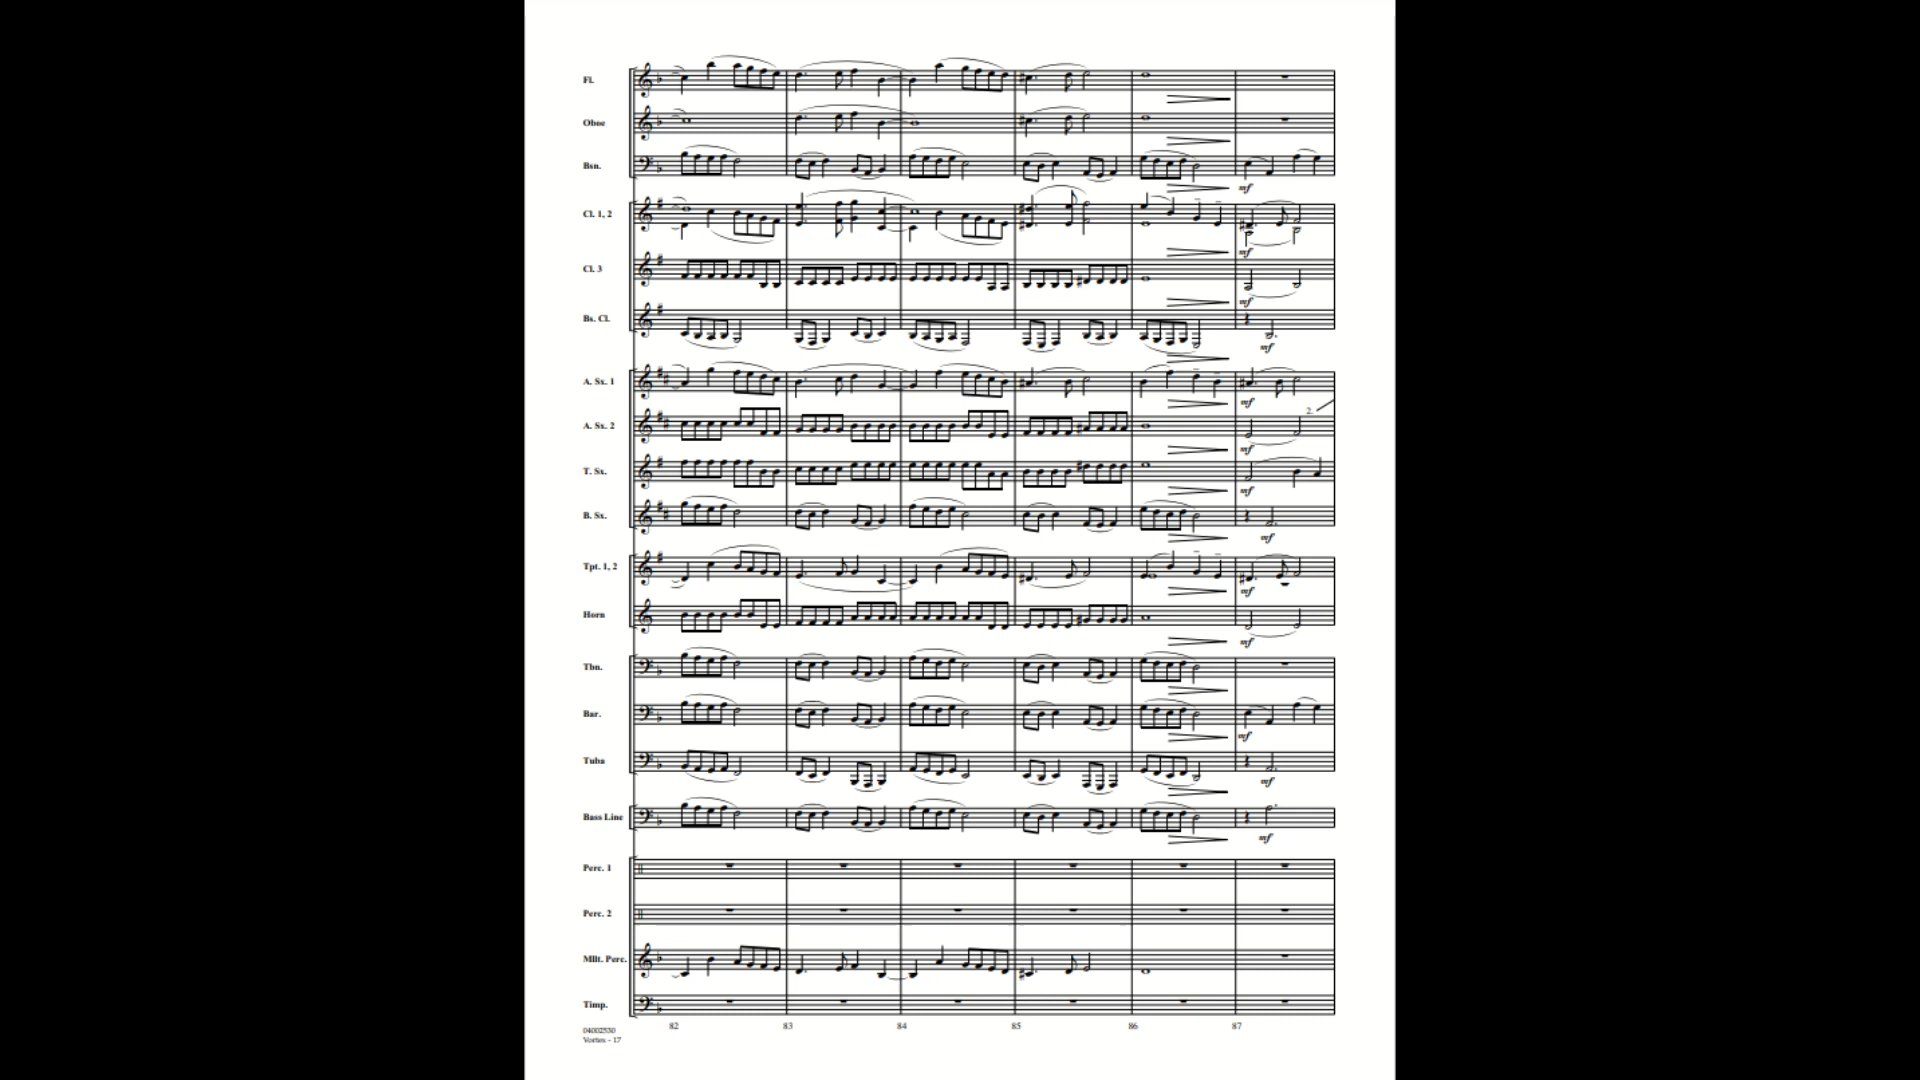 Fl.
Oboe
Bsn.
mf
Cl. 1, 2
mf
Cl. 3
mf
Bs. Cl.
mf
A. Sx. 1
mf
2.
A. Sx. 2
mf
T. Sx.
mf
B. Sx.
mf
Tpt. 1, 2
mf
Horn
mf
Tbn.
Bar.
mf
Tuba
mf
Bass Line
mf
Perc. 1
Perc. 2
Mllt. Perc.
Timp.
82 83 84 85 86 87
04002530
Vortex - 17